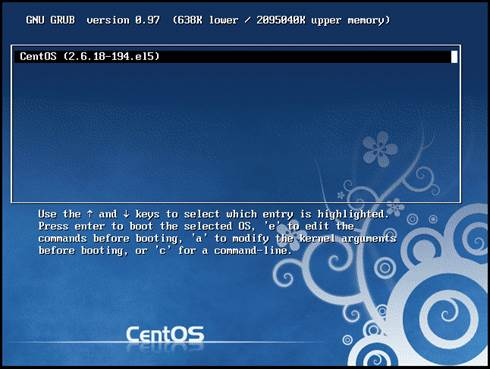 GNU GRUB  version 0.97  (638K lower / 2095040K upper memory)
CentOS (2.6.18-194.el5)
Use the ↑ and ↓ keys to select which entry is highlighted.
Press enter to boot the selected OS, 'e' to edit the
commands before booting, 'a' to modify the kernel arguments
before booting, or 'c' for a command-line.
CentOS